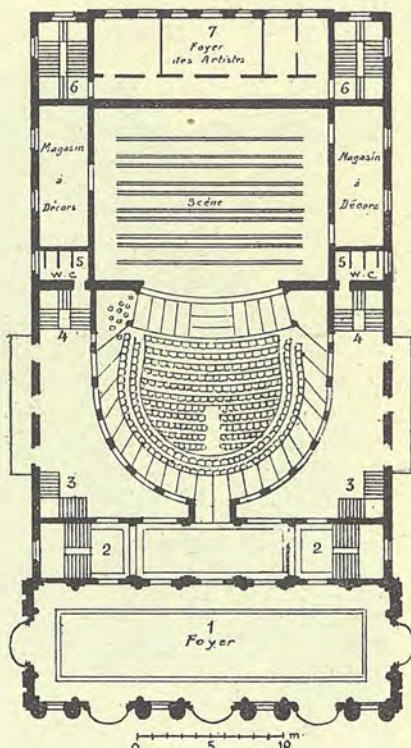 7
Foyer
des Artistes
6
6
Magasin
à
Décors
Scène
Magasin
à
Décors
5
w.c
5
w.c
4
4
3
3
2
2
1
Foyer
0 5 10 m.